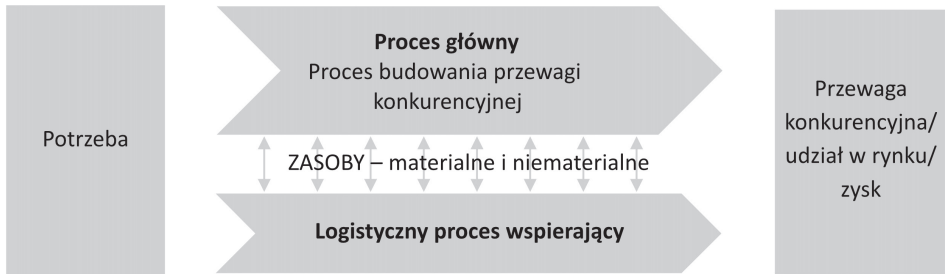 Potrzeba
Proces główny
Proces budowania przewagi
konkurencyjnej
ZASOBY – materialne i niematerialne
Logistyczny proces wspierający
Przewaga
konkurencyjna/
udział w rynku/
zysk